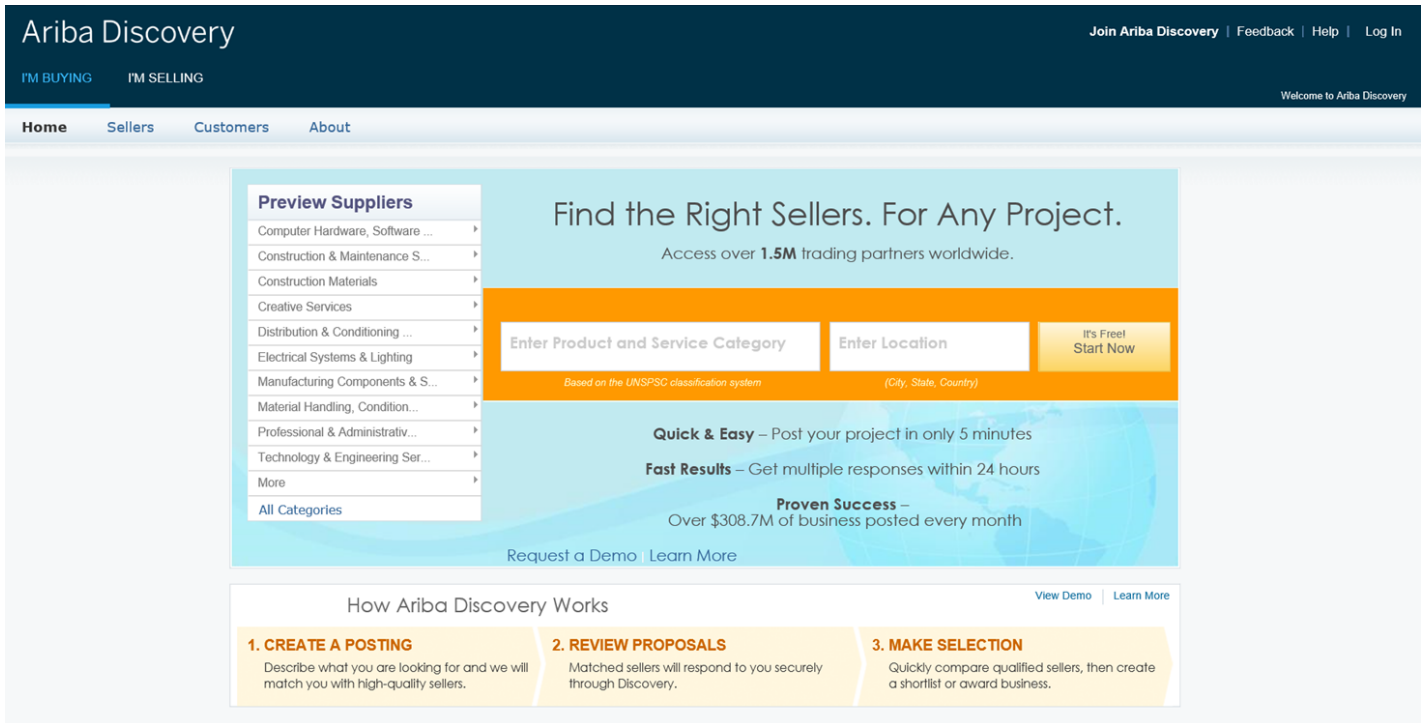 Ariba Discovery
Join Ariba Discovery | Feedback | Help | Log In
I'M BUYING I'M SELLING
Welcome to Ariba Discovery
Home Sellers Customers About
Preview Suppliers
Computer Hardware, Software ...
Construction & Maintenance S...
Construction Materials
Creative Services
Distribution & Conditioning ...
Electrical Systems & Lighting
Manufacturing Components & S...
Material Handling, Condition...
Professional & Administrativ...
Technology & Engineering Ser...
More
All Categories
Find the Right Sellers. For Any Project.
Access over 1.5M trading partners worldwide.
Enter Product and Service Category
Based on the UNSPSC classification system
Enter Location
(City, State, Country)
It's Free!
Start Now
Quick & Easy – Post your project in only 5 minutes
Fast Results – Get multiple responses within 24 hours
Proven Success –
Over $308.7M of business posted every month
Request a Demo | Learn More
How Ariba Discovery Works
View Demo | Learn More
1. CREATE A POSTING
Describe what you are looking for and we will
match you with high-quality sellers.
2. REVIEW PROPOSALS
Matched sellers will respond to you securely
through Discovery.
3. MAKE SELECTION
Quickly compare qualified sellers, then create
a shortlist or award business.